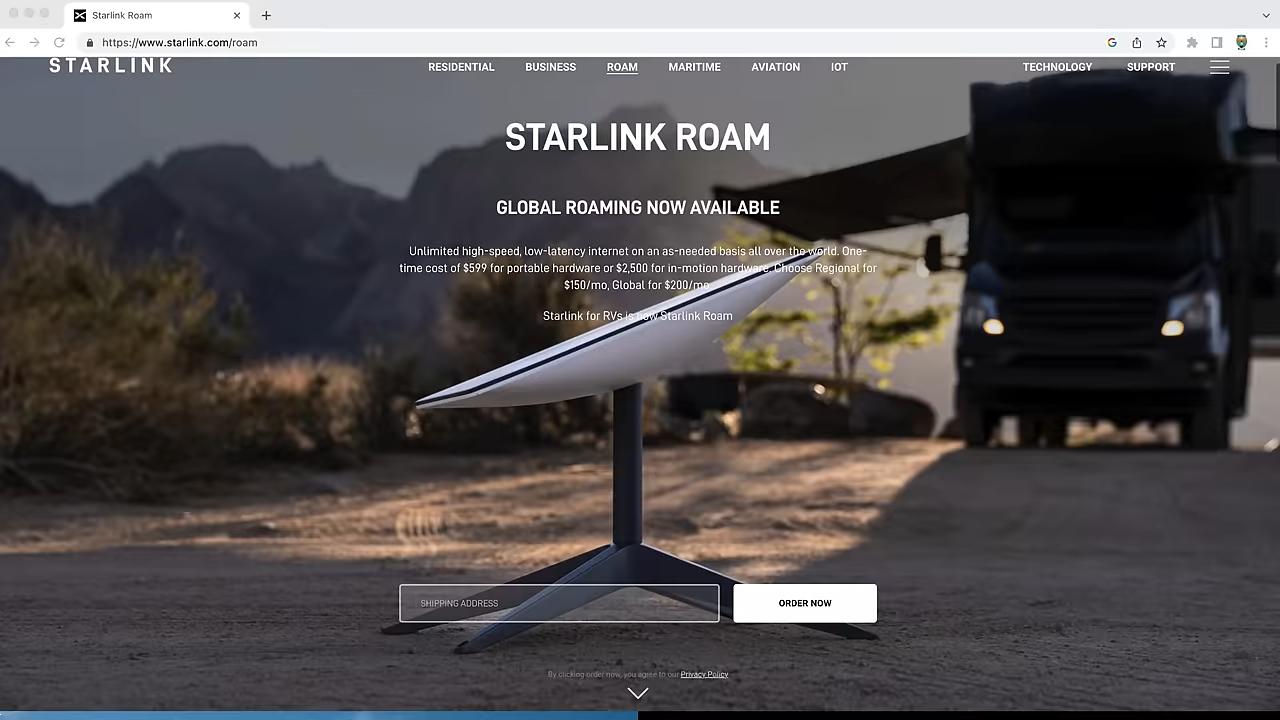 Starlink Roam
https://www.starlink.com/roam
STARLINK
RESIDENTIAL BUSINESS ROAM MARITIME AVIATION IOT TECHNOLOGY SUPPORT
STARLINK ROAM
GLOBAL ROAMING NOW AVAILABLE
Unlimited high-speed, low-latency internet on an as-needed basis all over the world. One-
time cost of $599 for portable hardware or $2,500 for in-motion hardware. Choose Regional for
$150/mo, Global for $200/mo.
Starlink for RVs is now Starlink Roam
SHIPPING ADDRESS ORDER NOW
By clicking order now, you agree to our Privacy Policy